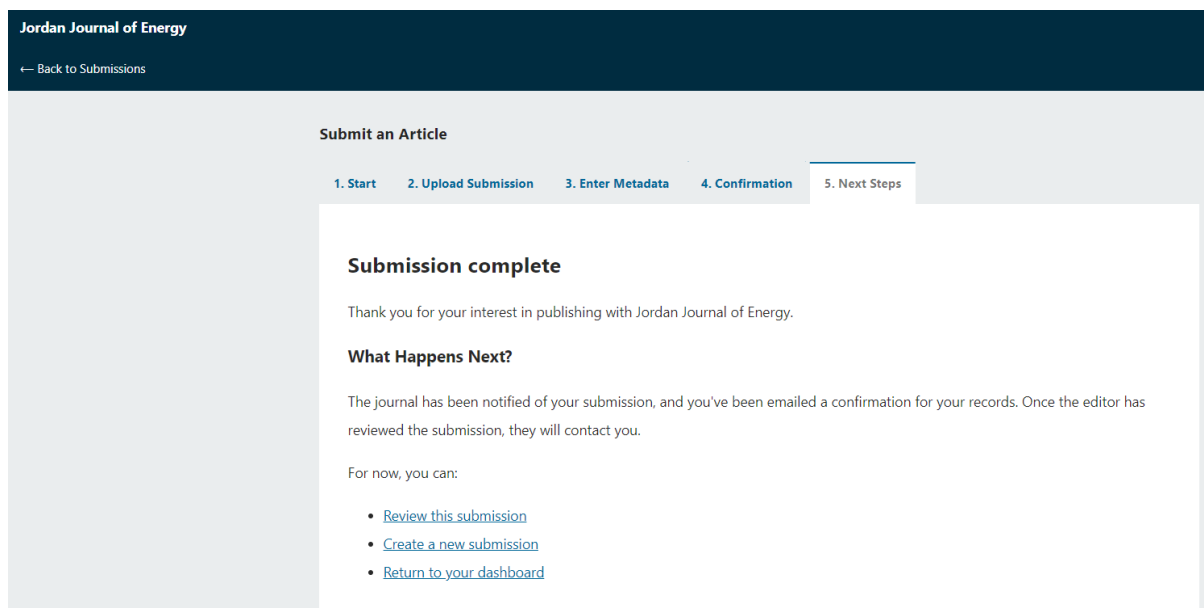 Jordan Journal of Energy
← Back to Submissions
Submit an Article
1. Start 2. Upload Submission 3. Enter Metadata 4. Confirmation 5. Next Steps
Submission complete
Thank you for your interest in publishing with Jordan Journal of Energy.
What Happens Next?
The journal has been notified of your submission, and you've been emailed a confirmation for your records. Once the editor has
reviewed the submission, they will contact you.
For now, you can:
• Review this submission
• Create a new submission
• Return to your dashboard